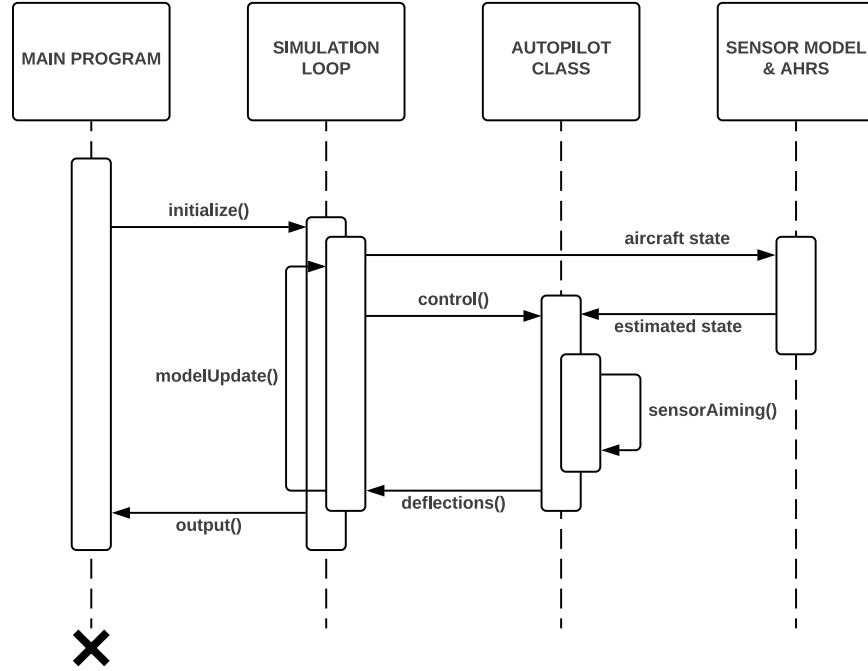 MAIN PROGRAM
SIMULATION
LOOP
AUTOPILOT
CLASS
SENSOR MODEL
& AHRS
initialize()
aircraft state
control()
estimated state
modelUpdate()
sensorAiming()
deflections()
output()